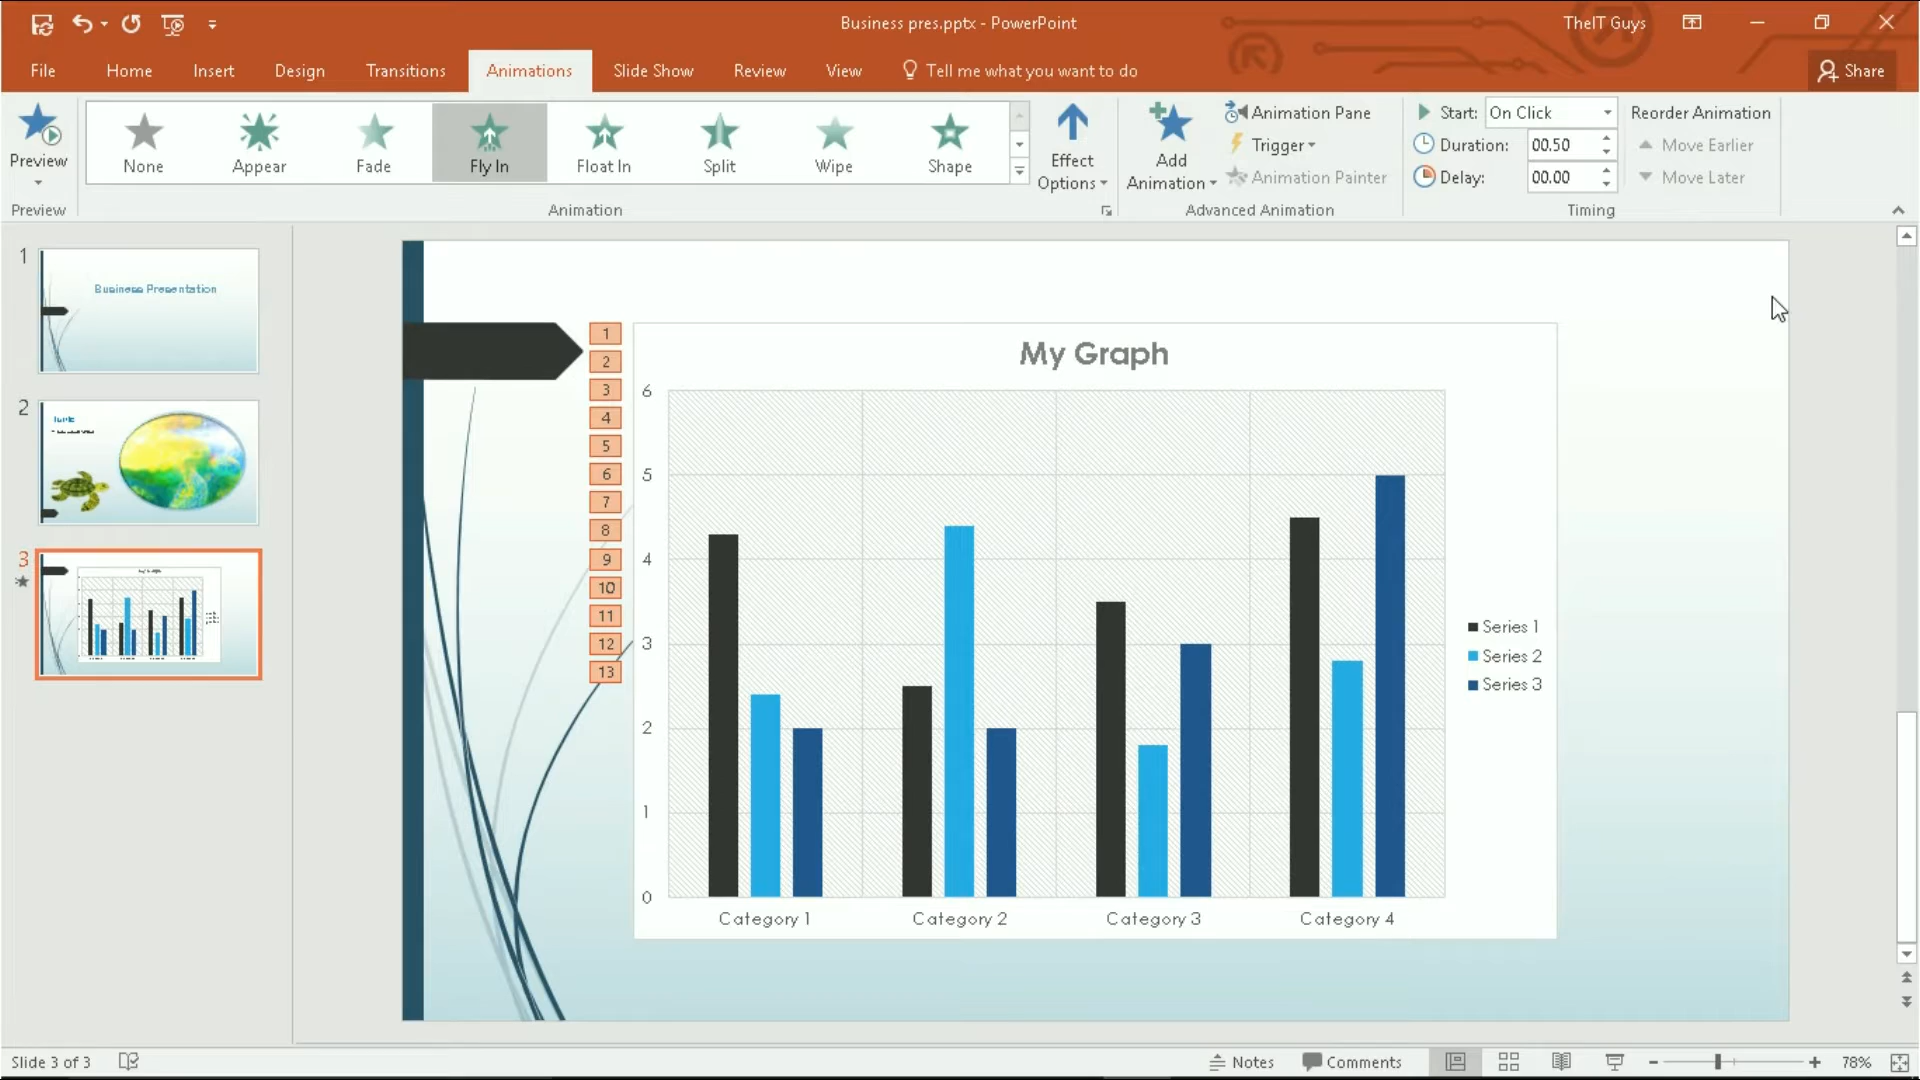 Business pres.pptx - PowerPoint
TheIT Guys
File Home Insert Design Transitions Animations Slide Show Review View Tell me what you want to do Share
Preview
None Appear Fade Fly In Float In Split Wipe Shape
Effect Options
Add Animation
Animation Pane
Trigger
Animation Painter
Start: On Click
Duration: 00.50
Delay: 00.00
Reorder Animation
Move Earlier
Move Later
Preview Animation Advanced Animation Timing
1
Business Presentation
2
3
1
2
3
4
5
6
7
8
9
10
11
12
13
My Graph
6
5
4
3
2
1
0
Category 1 Category 2 Category 3 Category 4
Series 1
Series 2
Series 3
Slide 3 of 3 Notes Comments 78%